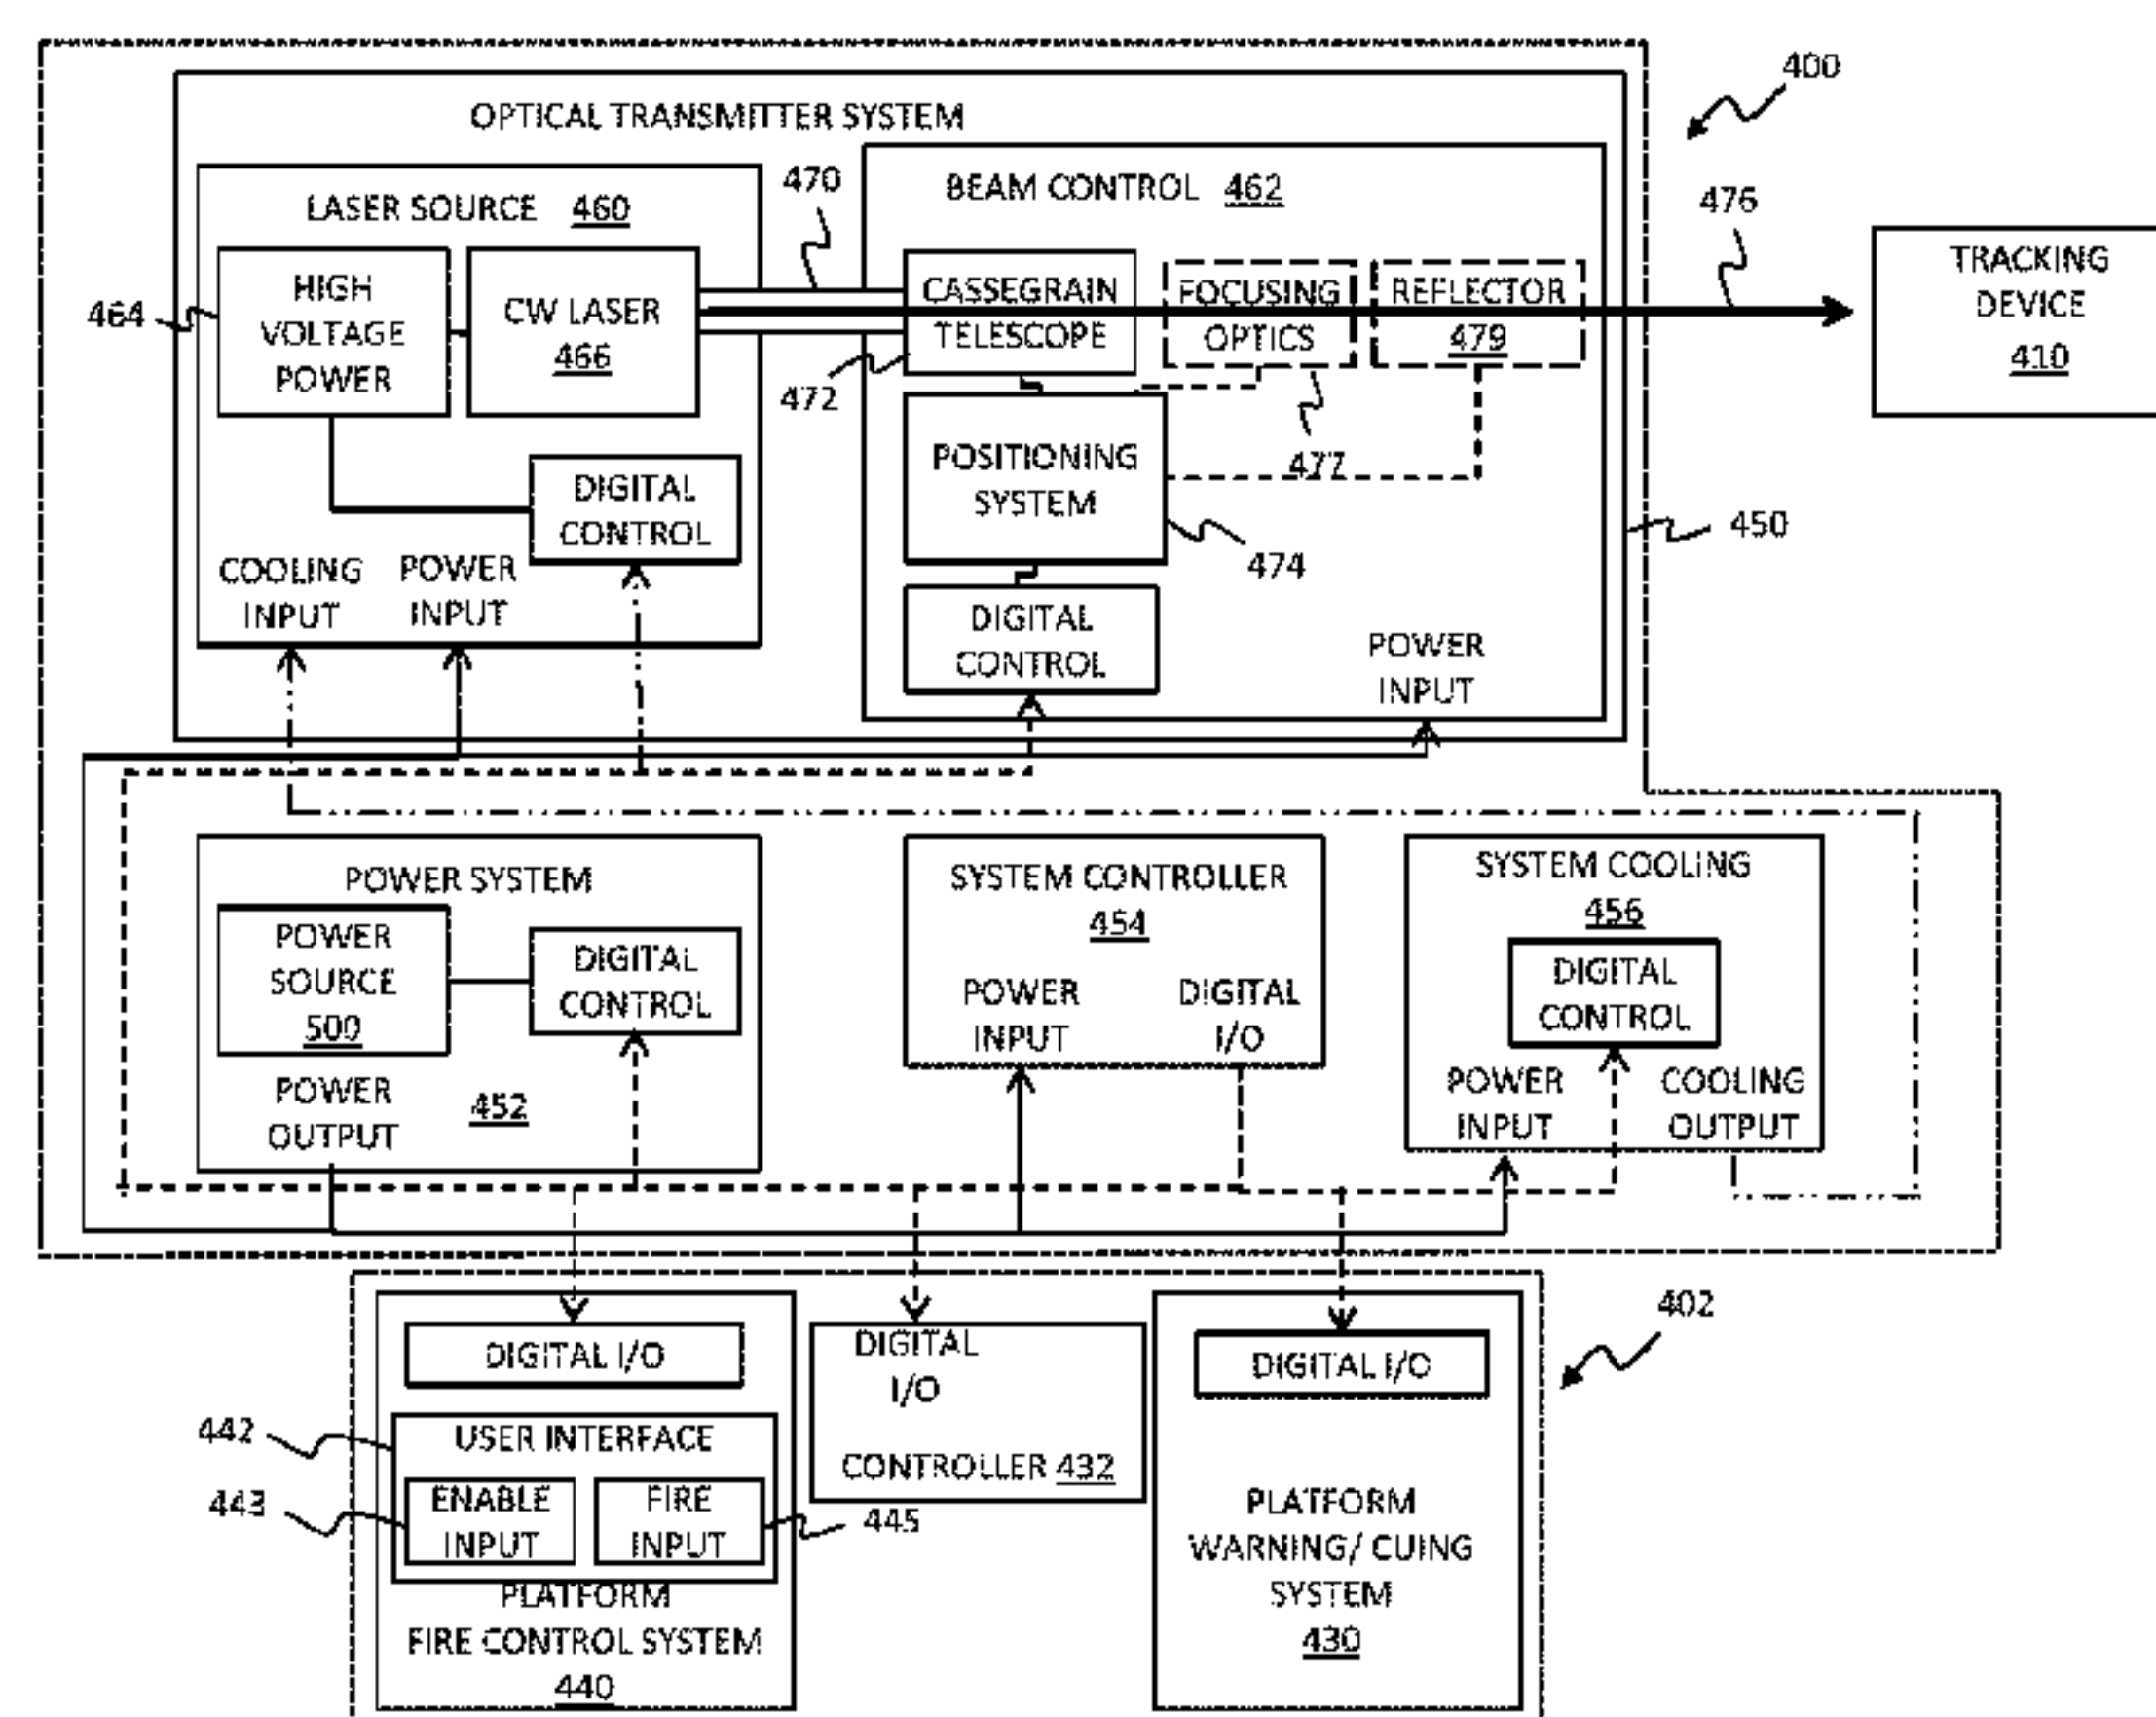 400
OPTICAL TRANSMITTER SYSTEM
470
BEAM CONTROL 462
476
LASER SOURCE 460
TRACKING
DEVICE
410
HIGH
VOLTAGE
POWER
464
CW LASER
466
CASSEGRAIN
TELESCOPE
FOCUSING
OPTICS
REFLECTOR
479
472
477
POSITIONING
SYSTEM
474
450
DIGITAL
CONTROL
COOLING
INPUT
POWER
INPUT
DIGITAL
CONTROL
POWER
INPUT
POWER SYSTEM
POWER
SOURCE
500
DIGITAL
CONTROL
POWER
OUTPUT
452
SYSTEM CONTROLLER
454
POWER
INPUT
DIGITAL
I/O
SYSTEM COOLING
456
DIGITAL
CONTROL
POWER
INPUT
COOLING
OUTPUT
402
DIGITAL I/O
442
USER INTERFACE
443
ENABLE
INPUT
FIRE
INPUT
445
PLATFORM
FIRE CONTROL SYSTEM
440
DIGITAL
I/O
CONTROLLER 432
DIGITAL I/O
PLATFORM
WARNING/ CUING
SYSTEM
430